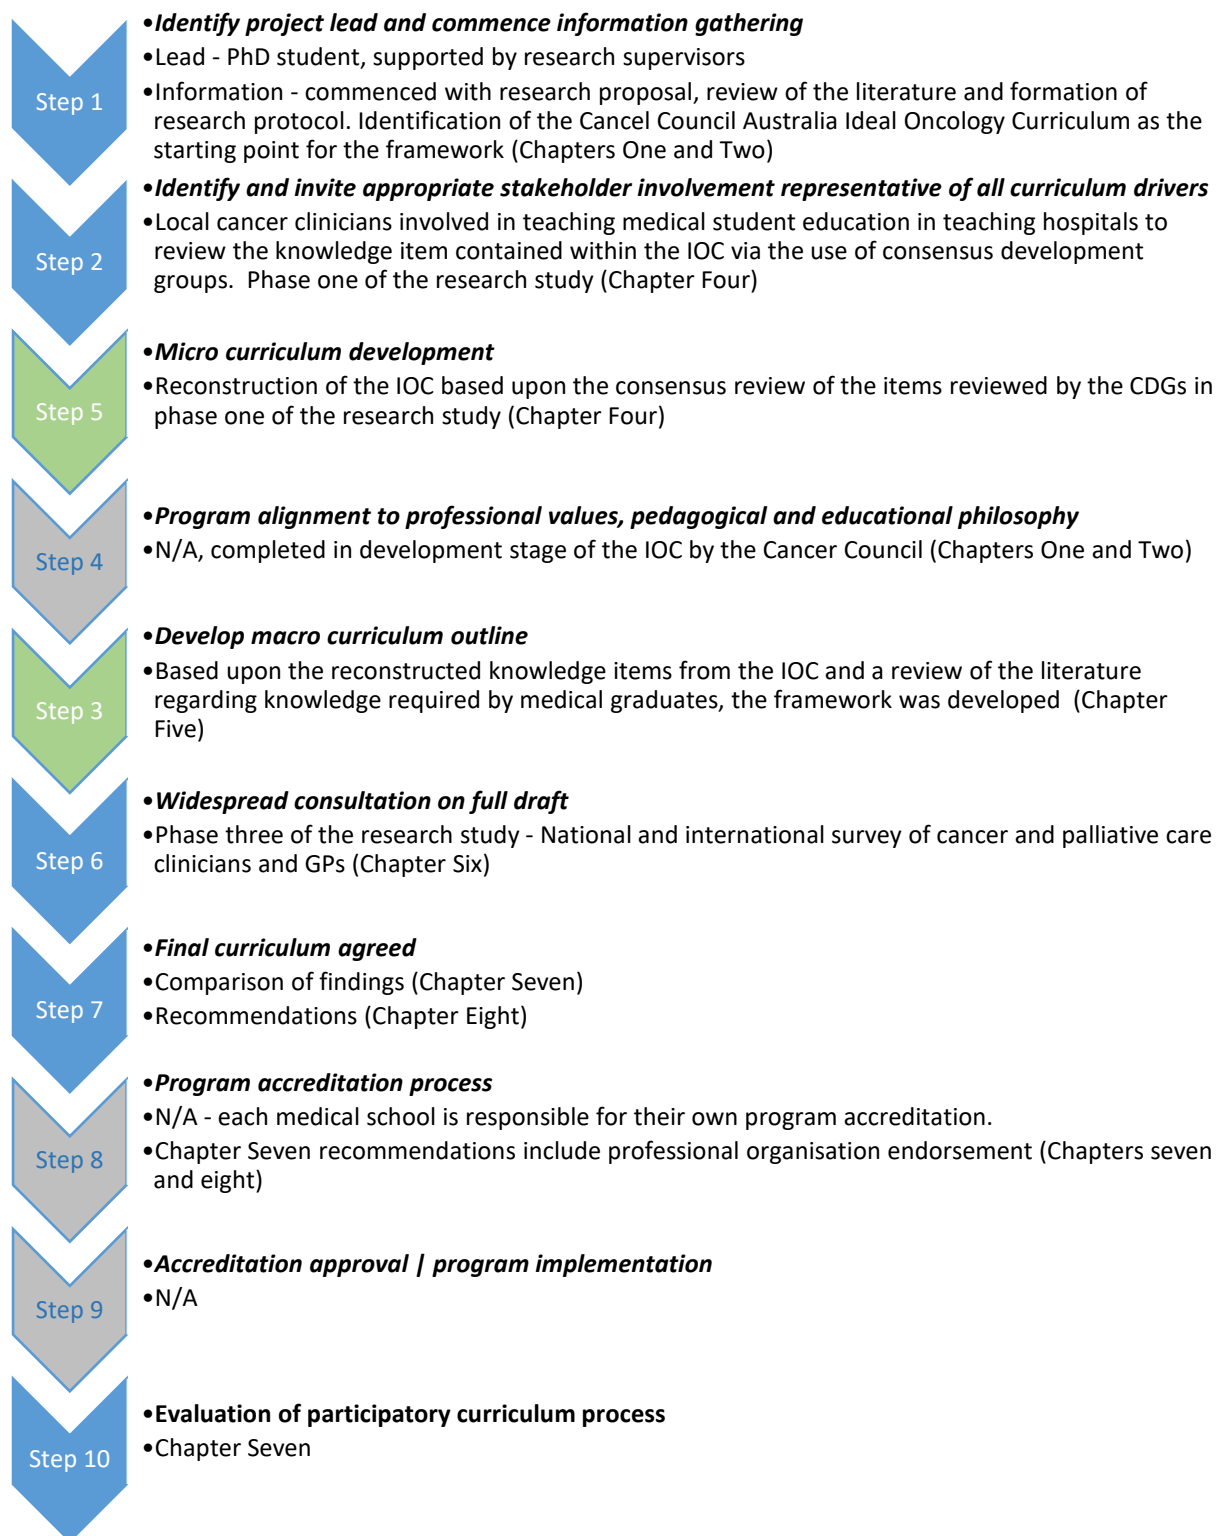 •Identify project lead and commence information gathering
•Lead - PhD student, supported by research supervisors
Step 1
•Information - commenced with research proposal, review of the literature and formation of
research protocol. Identification of the Cancel Council Australia Ideal Oncology Curriculum as the
starting point for the framework (Chapters One and Two)
•Identify and invite appropriate stakeholder involvement representative of all curriculum drivers
•Local cancer clinicians involved in teaching medical student education in teaching hospitals to
review the knowledge item contained within the IOC via the use of consensus development
groups. Phase one of the research study (Chapter Four)
Step 2
•Micro curriculum development
•Reconstruction of the IOC based upon the consensus review of the items reviewed by the CDGs in
phase one of the research study (Chapter Four)
Step 5
•Program alignment to professional values, pedagogical and educational philosophy
•N/A, completed in development stage of the IOC by the Cancer Council (Chapters One and Two)
Step 4
•Develop macro curriculum outline
•Based upon the reconstructed knowledge items from the IOC and a review of the literature
regarding knowledge required by medical graduates, the framework was developed (Chapter
Five)
Step 3
•Widespread consultation on full draft
•Phase three of the research study - National and international survey of cancer and palliative care
clinicians and GPs (Chapter Six)
Step 6
•Final curriculum agreed
•Comparison of findings (Chapter Seven)
•Recommendations (Chapter Eight)
Step 7
•Program accreditation process
•N/A - each medical school is responsible for their own program accreditation.
•Chapter Seven recommendations include professional organisation endorsement (Chapters seven
and eight)
Step 8
•Accreditation approval | program implementation
•N/A
Step 9
•Evaluation of participatory curriculum process
•Chapter Seven
Step 10